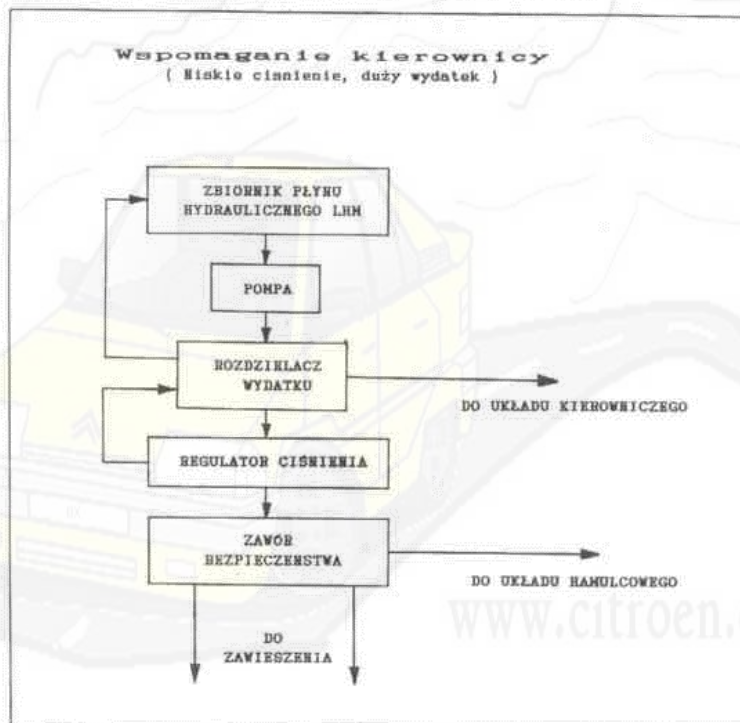 Wspomaganie kierownicy
( Niskie ciśnienie, duży wydatek )
ZBIORNIK PŁYNU
HYDRAULICZNEGO LHM
POMPA
ROZDZIELACZ
WYDATKU
DO UKŁADU KIEROWNICZEGO
REGULATOR CIŚNIENIA
ZAWÓR
BEZPIECZEŃSTWA
DO UKŁADU HAMULCOWEGO
DO
ZAWIESZENIA
www.citroen.